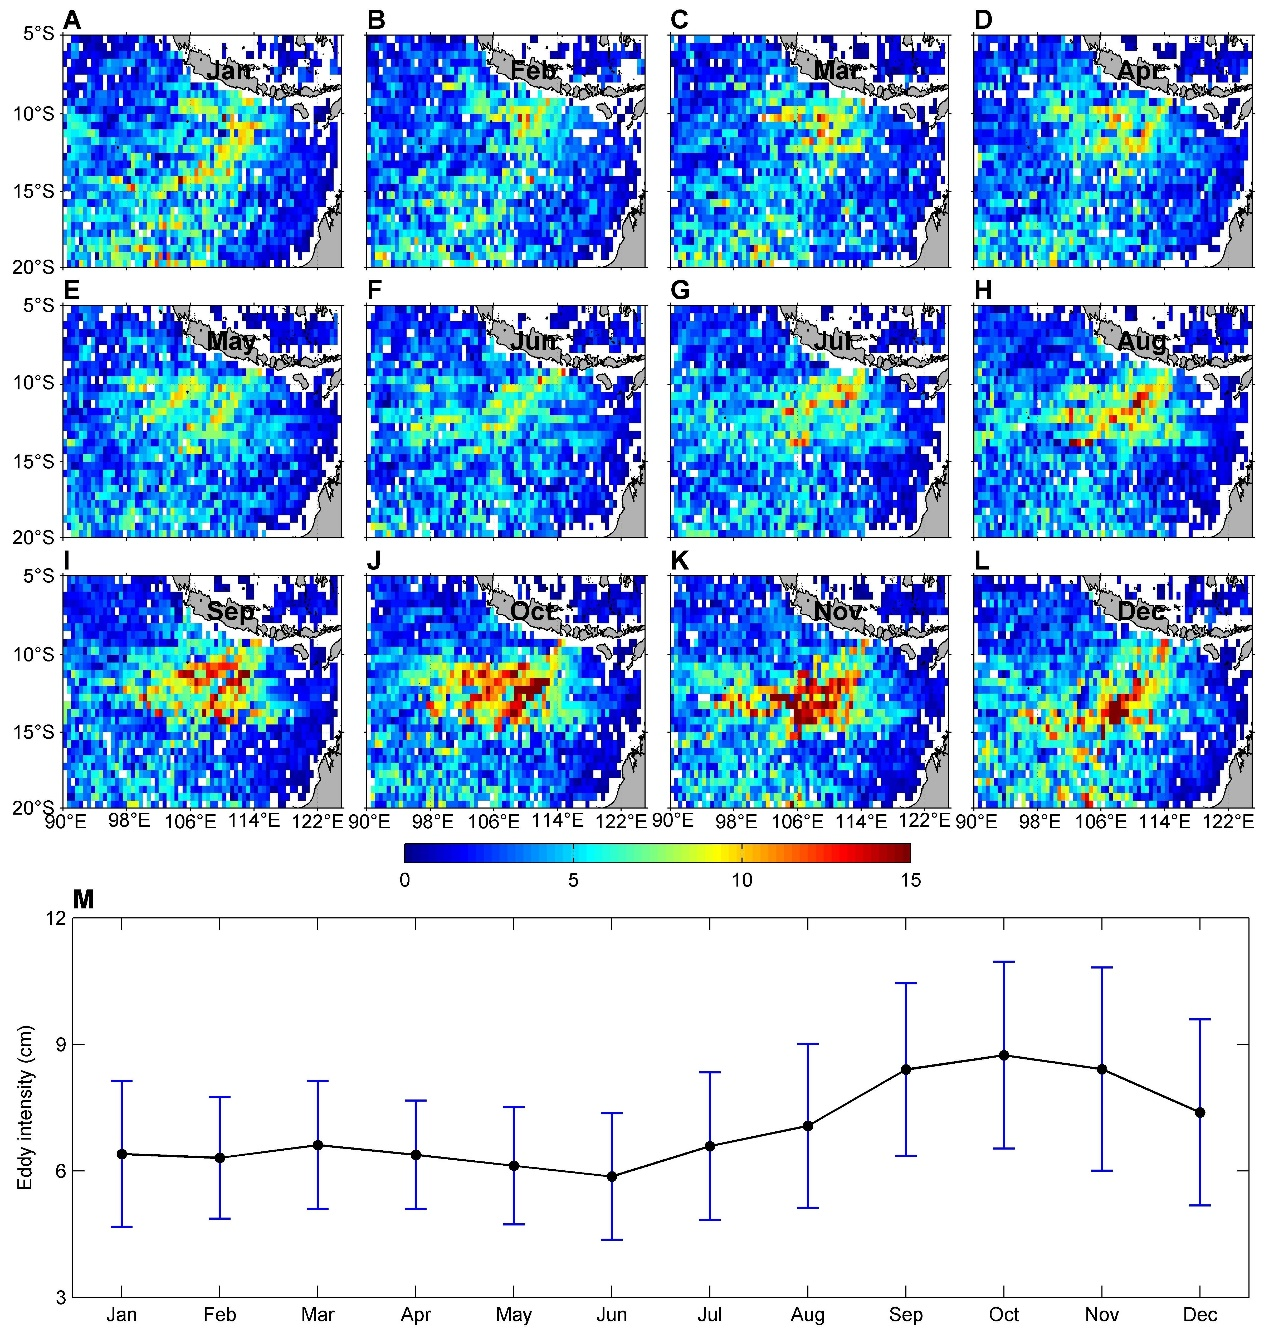 A B C D
5°S
Jan Feb Mar Apr
10°S
15°S
20°S
E F G H
5°S
May Jun Jul Aug
10°S
15°S
20°S
I J K L
5°S
Sep Oct Nov Dec
10°S
15°S
20°S
90°E 98°E 106°E 114°E 122°E 90°E 98°E 106°E 114°E 122°E 90°E 98°E 106°E 114°E 122°E 90°E 98°E 106°E 114°E 122°E
0 5 10 15
M
12
9
6
3
Eddy intensity (cm)
Jan Feb Mar Apr May Jun Jul Aug Sep Oct Nov Dec